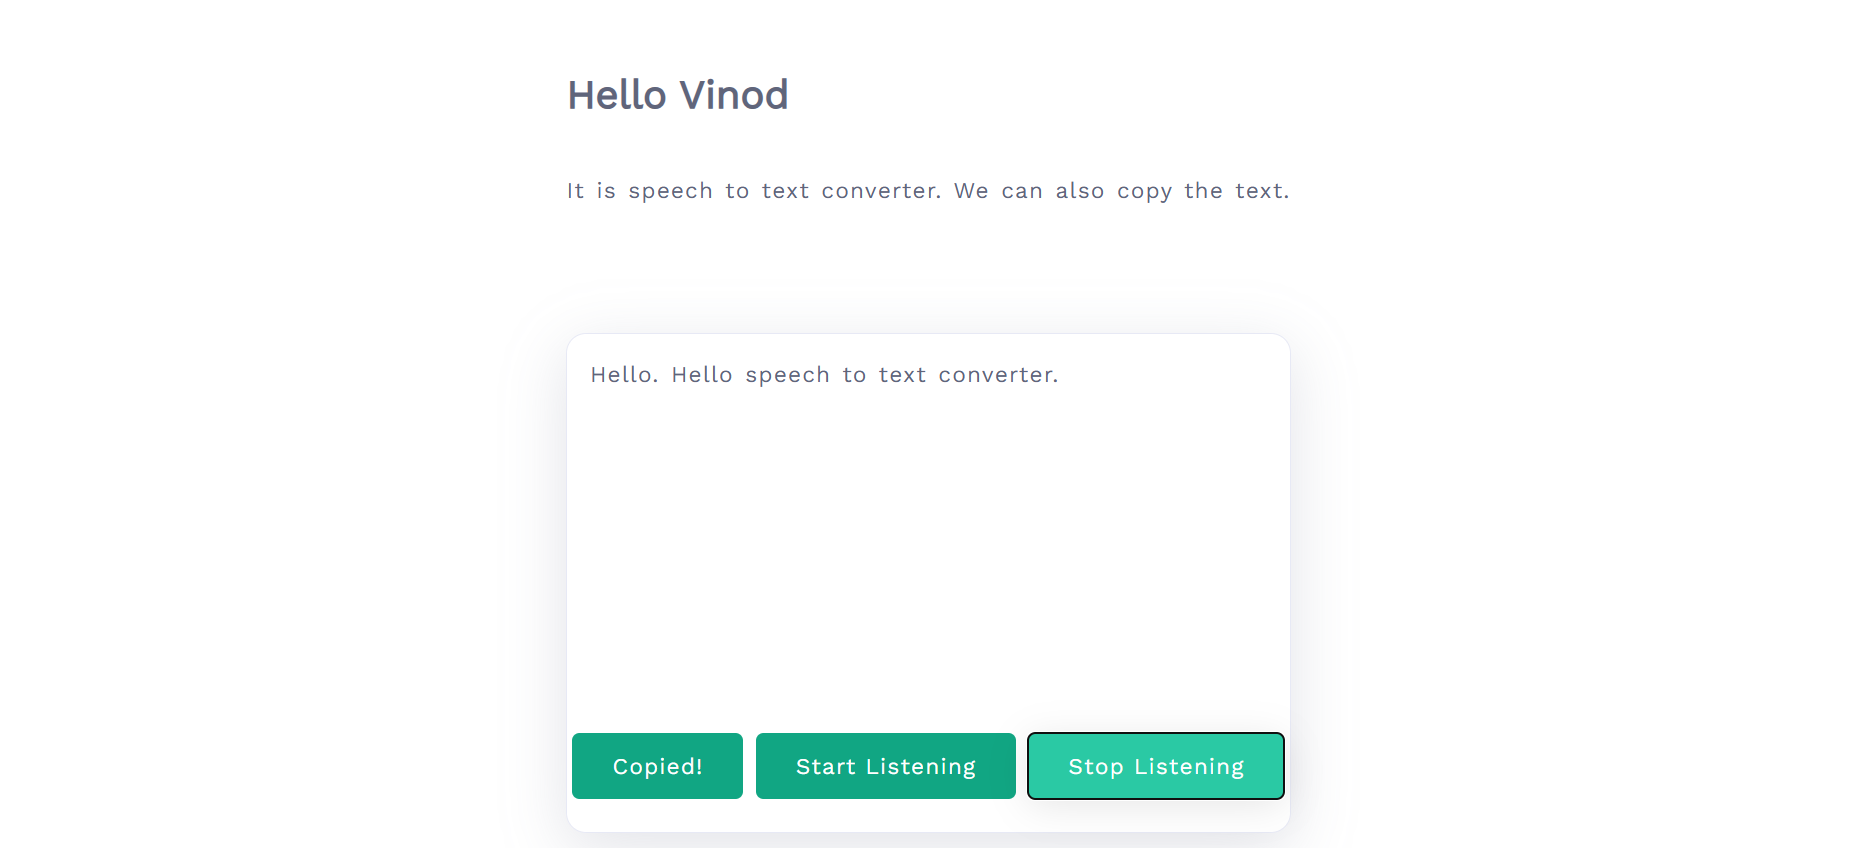 Hello Vinod
It is speech to text converter. We can also copy the text.
Hello. Hello speech to text converter.
Copied! Start Listening Stop Listening